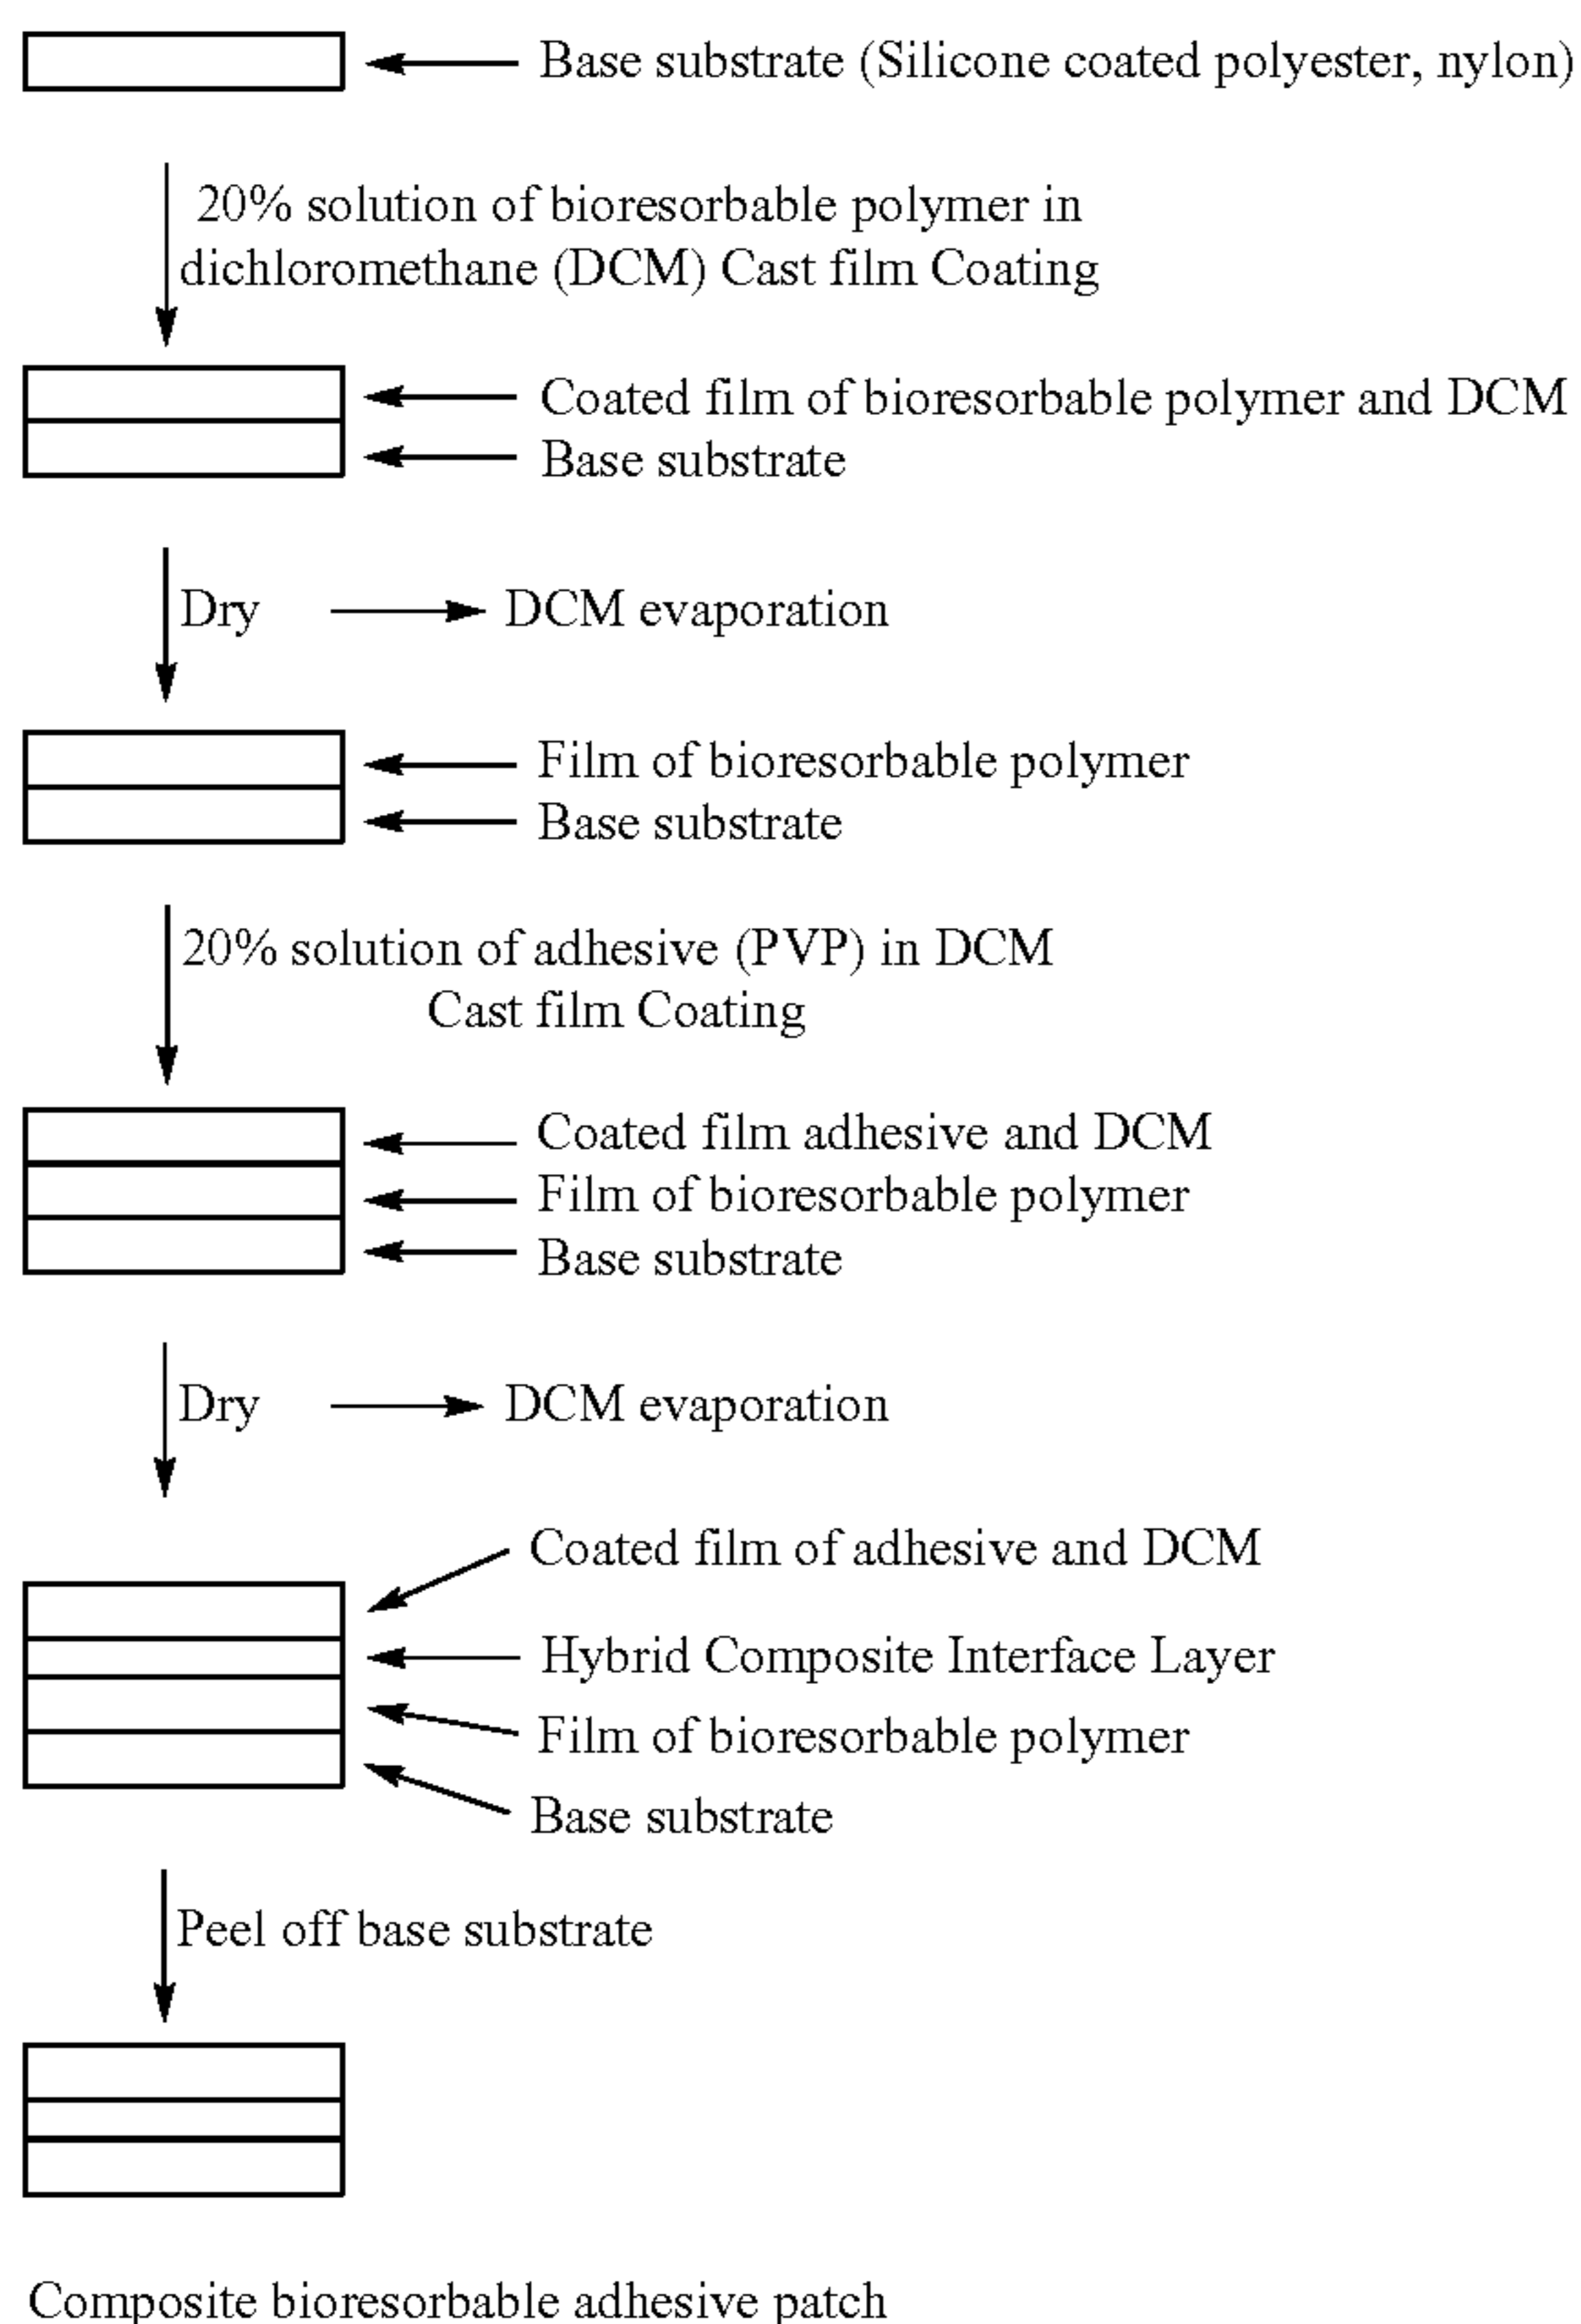 Base substrate (Silicone coated polyester, nylon)
20% solution of bioresorbable polymer in
dichloromethane (DCM) Cast film Coating
Coated film of bioresorbable polymer and DCM
Base substrate
Dry
DCM evaporation
Film of bioresorbable polymer
Base substrate
20% solution of adhesive (PVP) in DCM
Cast film Coating
Coated film adhesive and DCM
Film of bioresorbable polymer
Base substrate
Dry
DCM evaporation
Coated film of adhesive and DCM
Hybrid Composite Interface Layer
Film of bioresorbable polymer
Base substrate
Peel off base substrate
Composite bioresorbable adhesive patch